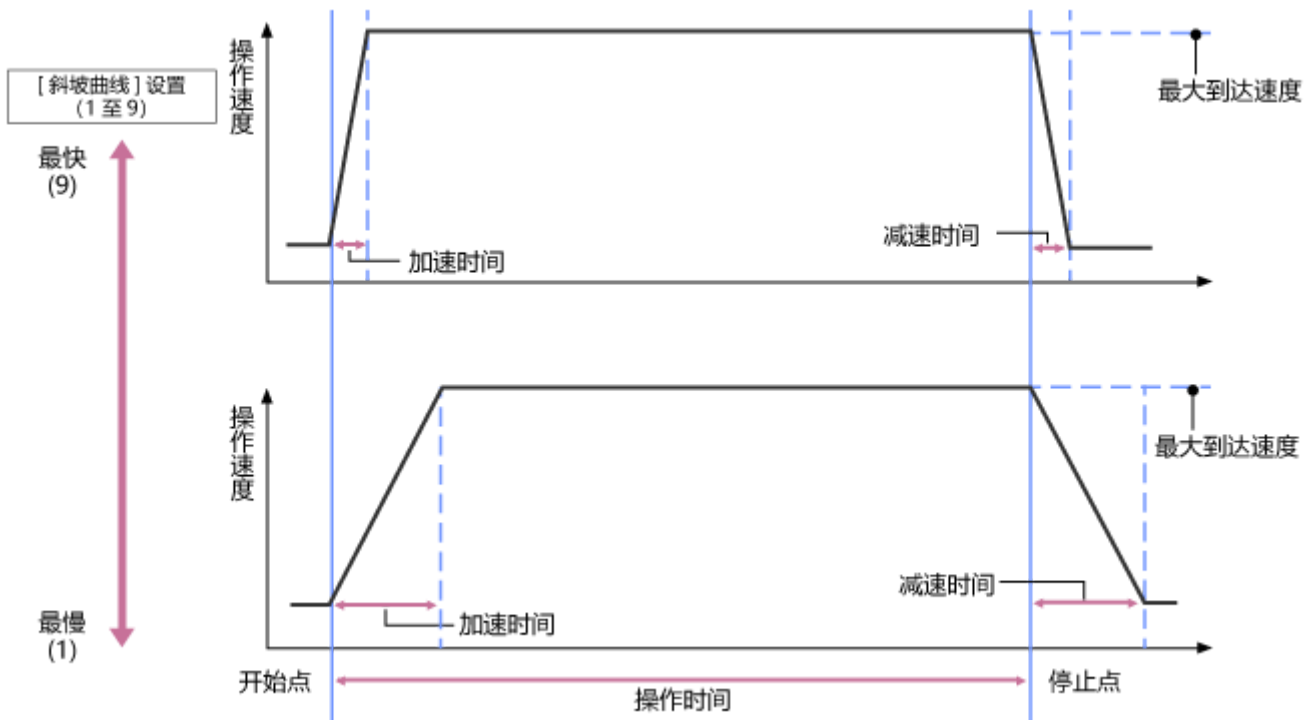 操作速度
[ 斜坡曲线 ] 设置
（1 至 9）
最大到达速度
最快
(9)
减速时间
加速时间
操作速度
最大到达速度
减速时间
加速时间
最慢
(1)
开始点
停止点
操作时间